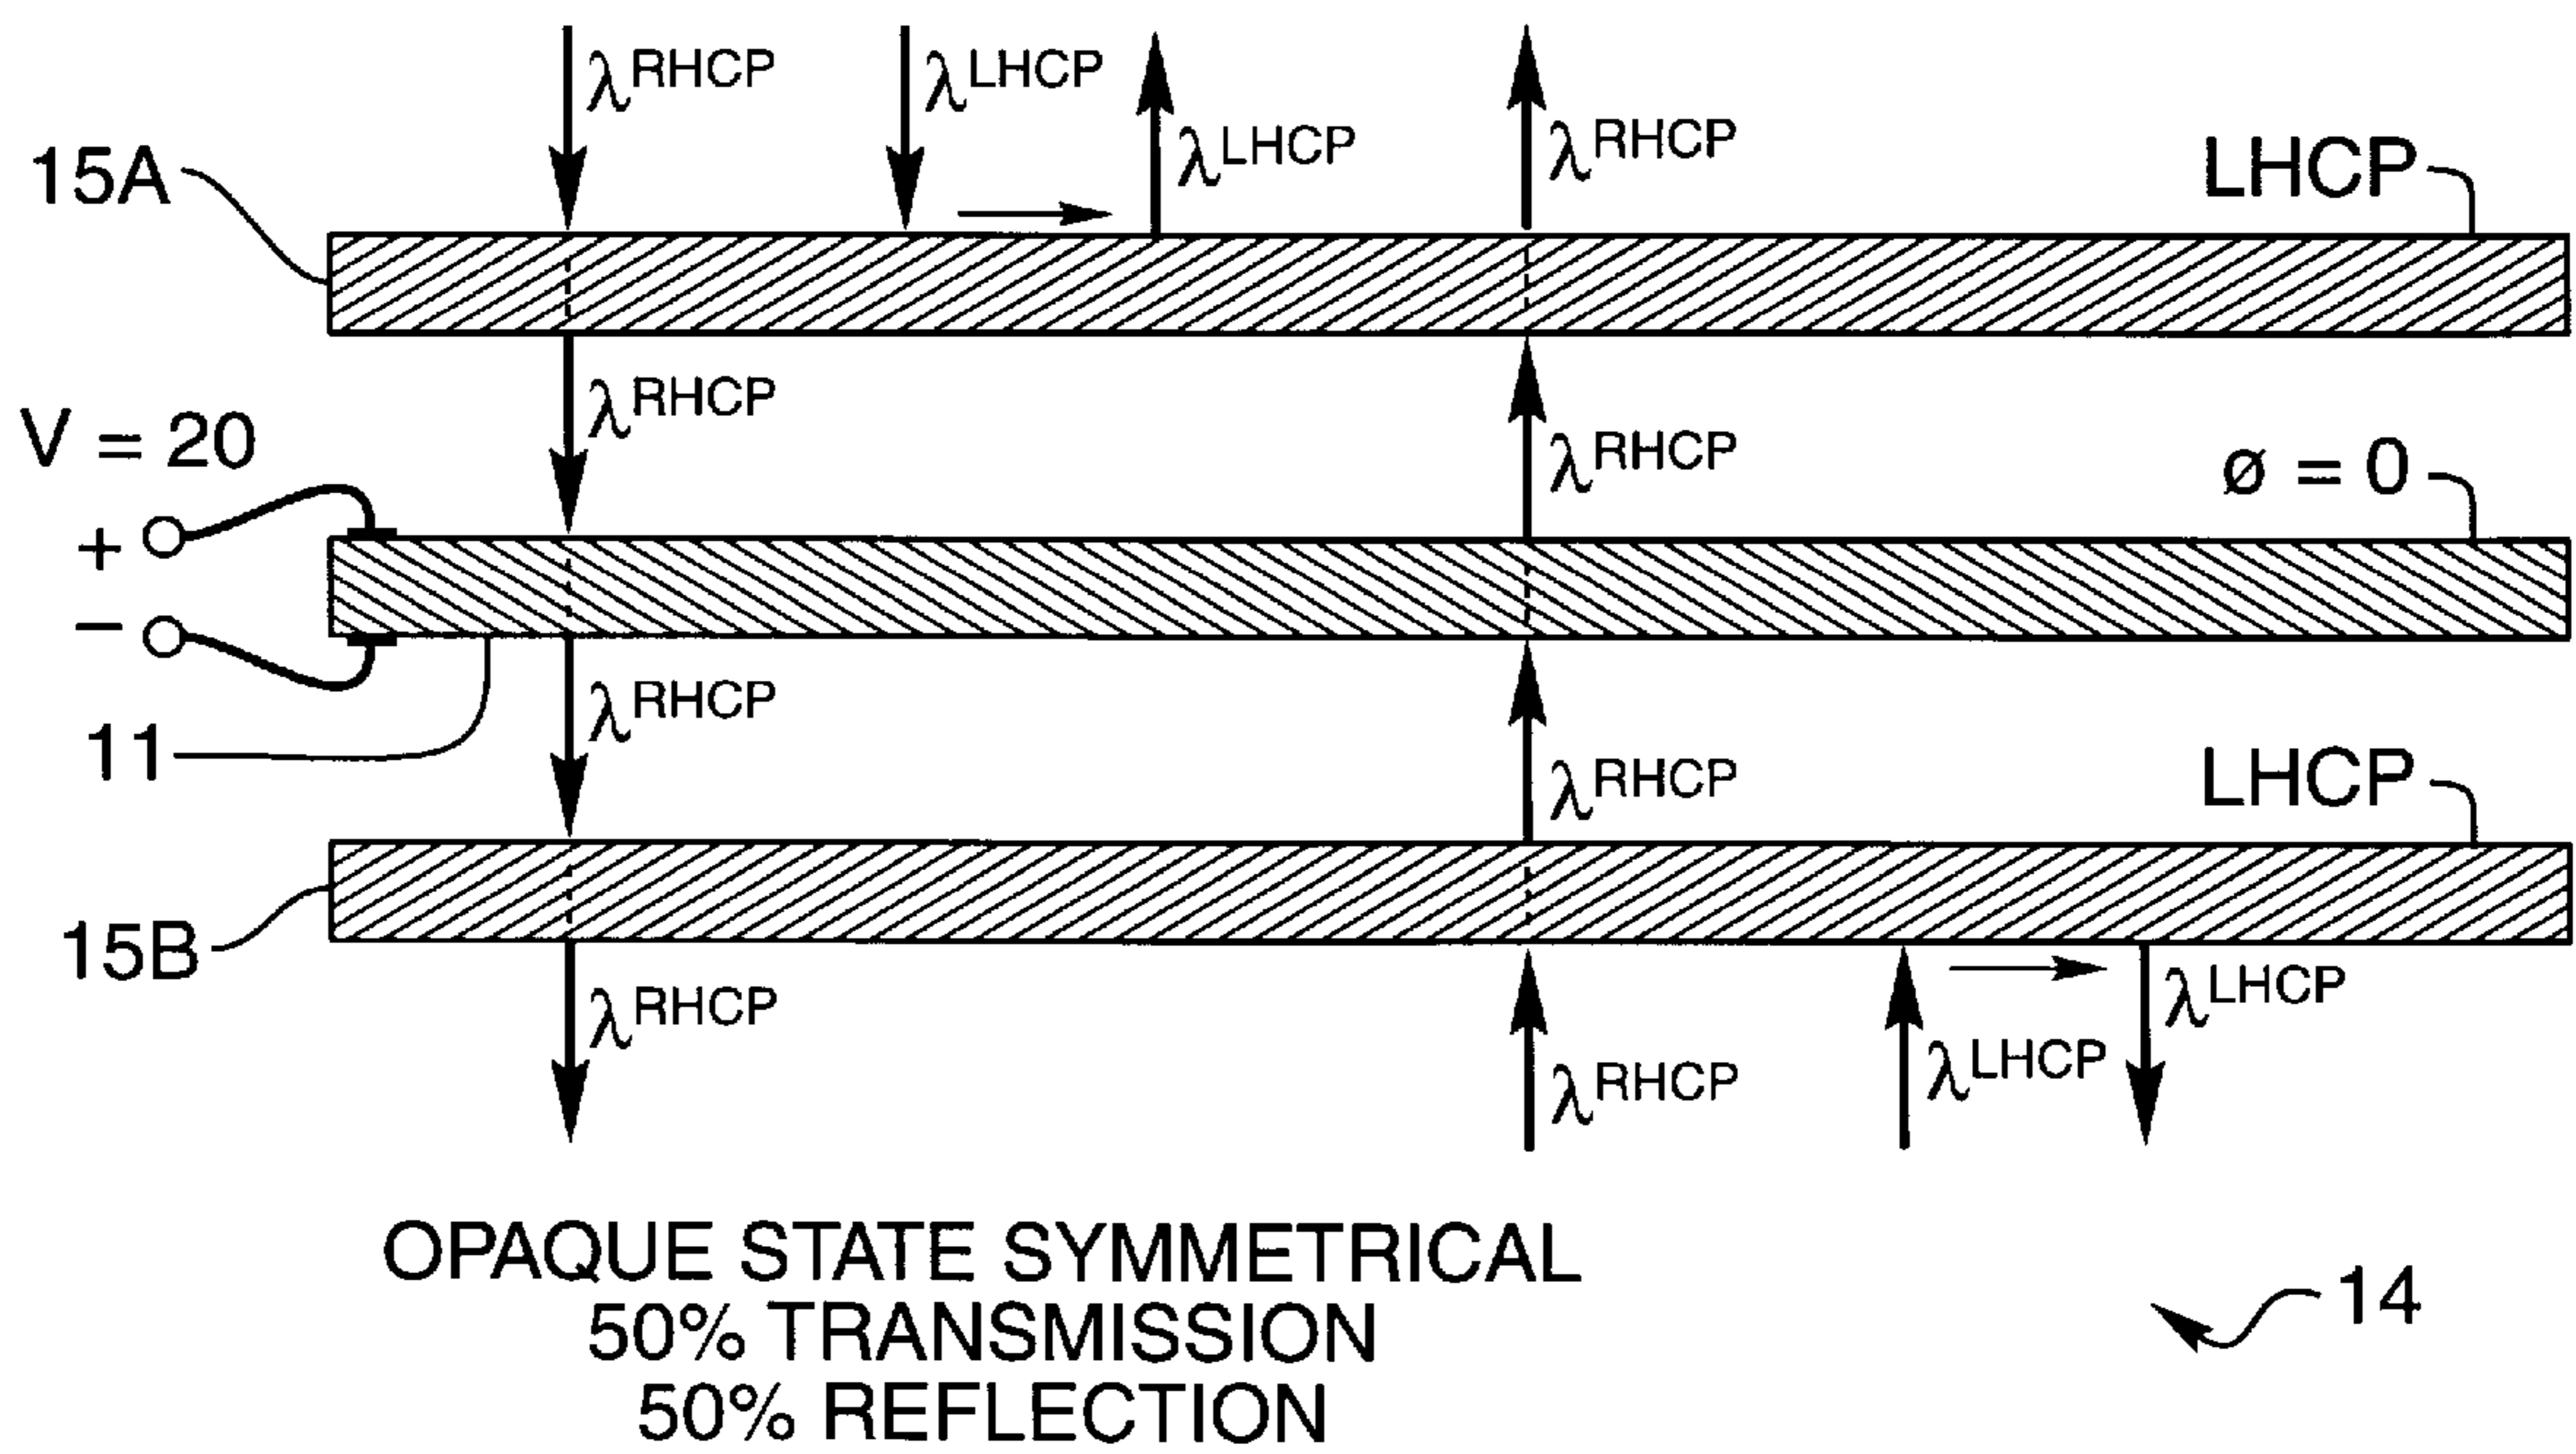 λRHCP
λLHCP
λLHCP
λRHCP
15A
LHCP
λRHCP
λRHCP
V = 20
ø = 0
+
−
λRHCP
λRHCP
11
LHCP
15B
λRHCP
λRHCP
λLHCP
λLHCP
OPAQUE STATE SYMMETRICAL
50% TRANSMISSION
50% REFLECTION
14